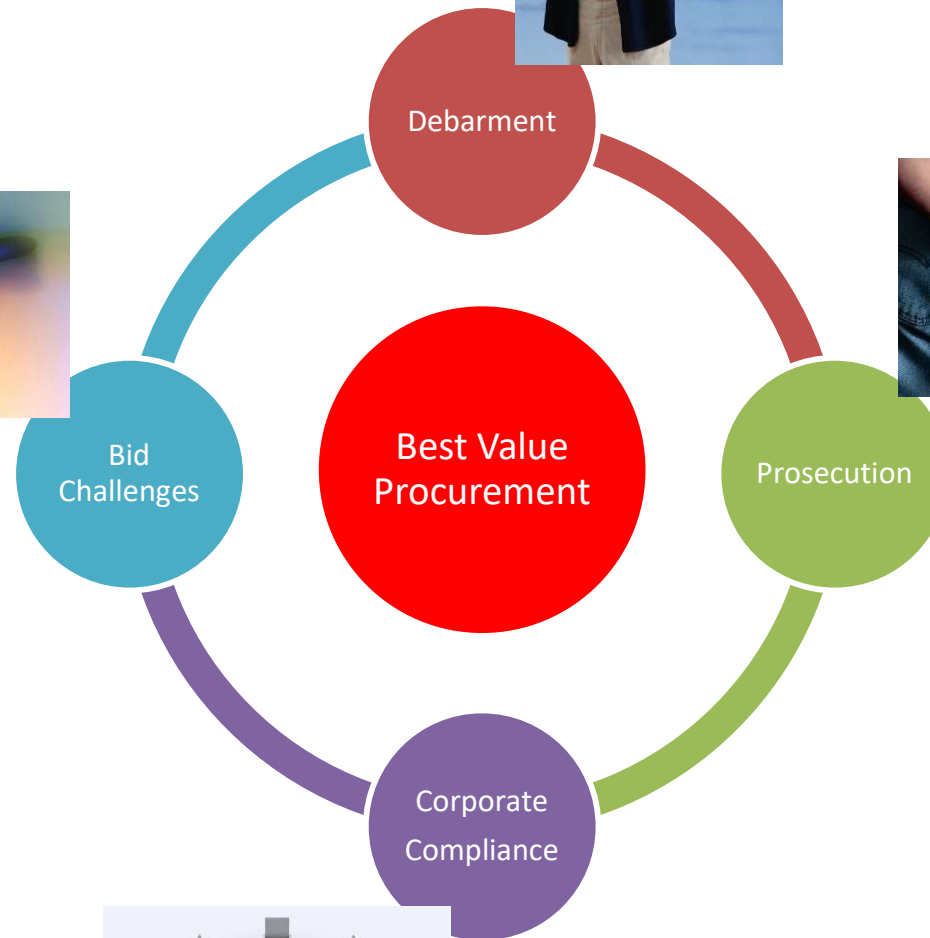 Debarment
Best Value
Procurement
Bid
Challenges
Prosecution
Corporate
Compliance